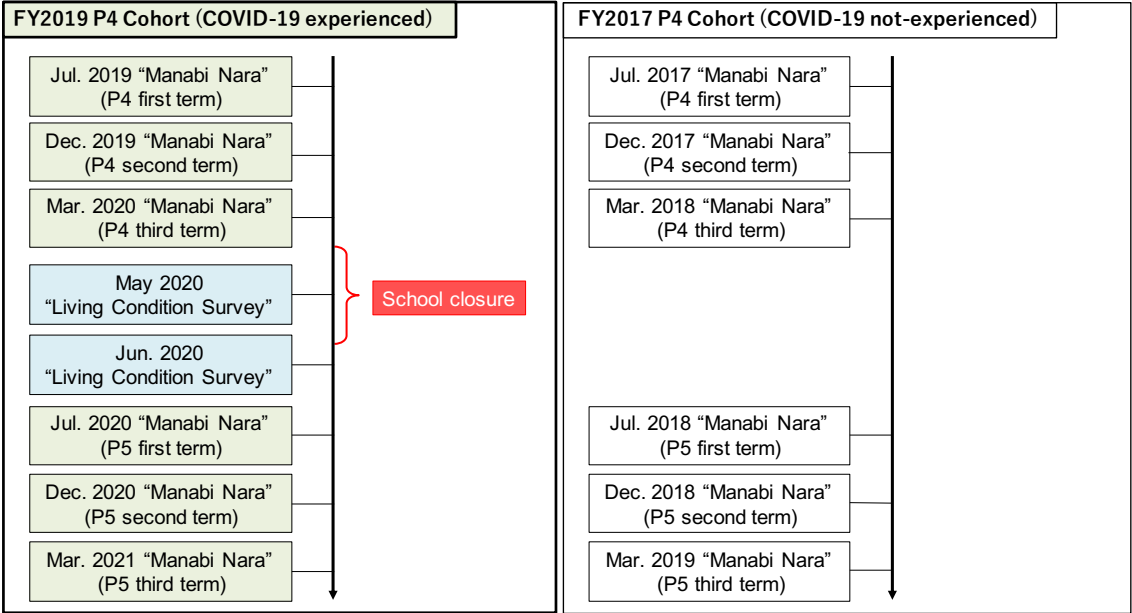 FY2019 P4 Cohort (COVID-19 experienced)
Jul. 2019 “Manabi Nara”
(P4 first term)
Dec. 2019 “Manabi Nara”
(P4 second term)
Mar. 2020 “Manabi Nara”
(P4 third term)
May 2020
“Living Condition Survey”
School closure
Jun. 2020
“Living Condition Survey”
Jul. 2020 “Manabi Nara”
(P5 first term)
Dec. 2020 “Manabi Nara”
(P5 second term)
Mar. 2021 “Manabi Nara”
(P5 third term)
FY2017 P4 Cohort (COVID-19 not-experienced)
Jul. 2017 “Manabi Nara”
(P4 first term)
Dec. 2017 “Manabi Nara”
(P4 second term)
Mar. 2018 “Manabi Nara”
(P4 third term)
Jul. 2018 “Manabi Nara”
(P5 first term)
Dec. 2018 “Manabi Nara”
(P5 second term)
Mar. 2019 “Manabi Nara”
(P5 third term)